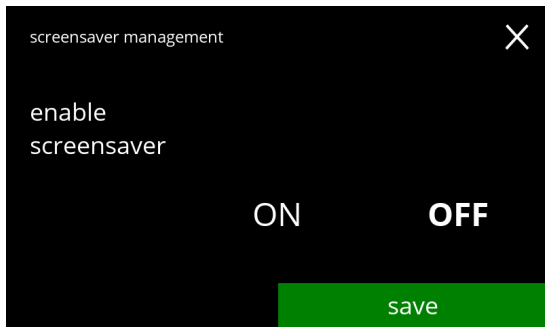 screensaver management
enable
screensaver
ON OFF
save